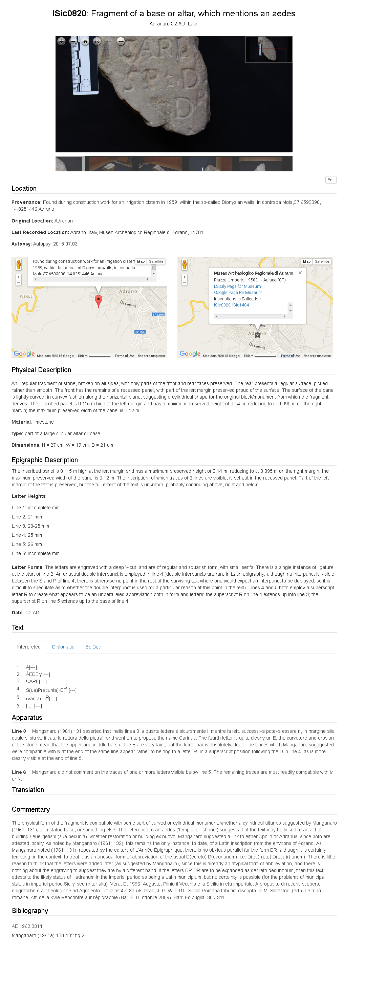 ISic0820: Fragment of a base or altar, which mentions an aedes
Adranon, C2 AD, Latin
CARE
S P D
D
Edit
Location
Provenance: Found during construction work for an irrigation cistern in 1959, within the so-called Dionysian walls, in contrada Mola,37.6593098,
14.8251446 Adrano
Original Location: Adranon
Last Recorded Location: Adrano, Italy, Museo Archeologico Regionale di Adrano, 11701
Autopsy: Autopsy: 2015.07.03
Found during construction work for an irrigation cistern
1959, within the so-called Dionysian walls, in contrada
Mola,37.6593098, 14.8251446 Adrano
Map Satellite
VITALE
Adrano
Via Catania
SP229II
SP156
Google Map data ©2015 Google 500 m Terms of Use Report a map error
Map Satellite
Museo Archeologico Regionale di Adrano
Piazza Umberto I, 95031 - Adrano (CT)
I.Sicily Page for Museum
Google Page for Museum
Inscriptions in Collection:
ISic0820, ISic1404
Adrano
Via Catania
Google Map data ©2015 Google 500 m Terms of Use Report a map error
Physical Description
An irregular fragment of stone, broken on all sides, with only parts of the front and rear faces preserved. The rear presents a regular surface, picked
rather than smooth. The front has the remains of a recessed panel, with part of the left margin preserved proud of the surface. The surface of the panel
is lightly curved, in convex fashion along the horizontal plane, suggesting a cylindrical shape for the original block/monument from which the fragment
derives. The inscribed panel is 0.115 m high at the left margin and has a maximum preserved height of 0.14 m, reducing to c. 0.095 m on the right
margin; the maximum preserved width of the panel is 0.12 m.
Material: limestone
Type: part of a large circular altar or base
Dimensions: H = 27 cm; W = 19 cm; D = 21 cm
Epigraphic Description
The inscribed panel is 0.115 m high at the left margin and has a maximum preserved height of 0.14 m, reducing to c. 0.095 m on the right margin; the
maximum preserved width of the panel is 0.12 m. The inscription, of which traces of 6 lines are visible, is set out in the recessed panel. Part of the left
margin of the text is preserved, but the full extent of the text is unknown, probably continuing above, right and below.
Letter Heights:
Line 1: incomplete mm
Line 2: 21 mm
Line 3: 23-25 mm
Line 4: 25 mm
Line 5: 26 mm
Line 6: incomplete mm
Letter Forms: The letters are engraved with a deep V-cut, and are of regular and squarish form, with small serifs. There is a single instance of ligature
at the start of line 2. An unusual double interpunct is employed in line 4 (double interpuncts are rare in Latin epigraphy; although no interpunct is visible
between the S and P of line 4, there is otherwise no point in the rest of the surviving text where one would expect an interpunct to be deployed, so it is
difficult to speculate as to whether the double interpunct is used for a particular reason at this point in the text). Lines 4 and 5 both employ a superscript
letter R to create what appears to be an unparalleled abbreviation both in form and letters: the superscript R on line 4 extends up into line 3; the
superscript R on line 5 extends up to the base of line 4.
Date: C2 AD
Text
Interpreted Diplomatic EpiDoc
1. A[---]
2. ÂEDEṂ[---]
3. CARE[---]
4. S(ua)P(ecunia)·DR·[---]
5. (vac.2) DR[---]
6. [..]+[---]
Apparatus
Line 3 Manganaro (1961) 131 asserted that 'nella linea 3 la quarta lettera è sicuramente i, mentre la lett. successiva poteva essere n, in margine alla
quale si sia verificata la rottura della pietra', and went on to propose the name Carinus. The fourth letter is quite clearly an E: the curvature and erosion
of the stone mean that the upper and middle bars of the E are very faint, but the lower bar is absolutely clear. The traces which Manganaro sugggested
were compatible with N at the end of the same line appear rather to belong to a letter R, in a superscript position following the D in line 4, as is more
clearly visible at the end of line 5.
Line 6 Manganaro did not comment on the traces of one or more letters visible below line 5. The remaining traces are most readily compatible with M
or N.
Translation
Commentary
The physical form of the fragment is compatible with some sort of curved or cylindrical monument, whether a cylindrical altar as suggested by Manganaro
(1961: 131), or a statue base, or something else. The reference to an aedes ('temple' or 'shrine') suggests that the text may be linked to an act of
building / euergetism (sua pecunia), whether restoration or building ex nuovo. Manganaro suggested a link to either Apollo or Adranus, since both are
attested locally. As noted by Manganaro (1961: 132), this remains the only instance, to date, of a Latin inscription from the environs of Adrano. As
Manganaro noted (1961: 131), repeated by the editors of L'Année Épigraphique, there is no obvious parallel for the form DR, although it is certainly
tempting, in the context, to treat it as an unusual form of abbreviation of the usual D(ecreto) D(ecurionum), i.e. D(ec)r(eto) D(ecu)r(ionum). There is little
reason to think that the letters were added later (as suggested by Manganaro), since this is already an atypical form of abbreviation, and there is
nothing about the engraving to suggest they are by a different hand. If the letters DR DR are to be expanded as decreto decurionum, then this text
attests to the likely status of Hadranum in the imperial period as being a Latin municipium, but no certainty is possible (for the problems of municipal
status in imperial period Sicily, see (inter alia): Vera, D. 1996. Augusto, Plinio il Vecchio e la Sicilia in età imperiale. A proposito di recenti scoperte
epigrafiche e archeologiche ad Agrigento. Kokalos 42: 31-58. Prag, J. R. W. 2010. Sicilia Romana tributim discripta. In M. Silvestrini (ed.), Le tribù
romane. Atti della XVIe Rencontre sur l'épigraphie (Bari 8-10 ottobre 2009). Bari: Edipuglia: 305-311.
Bibliography
AE 1962.0314
Manganaro (1961a) 130-132 fig.2